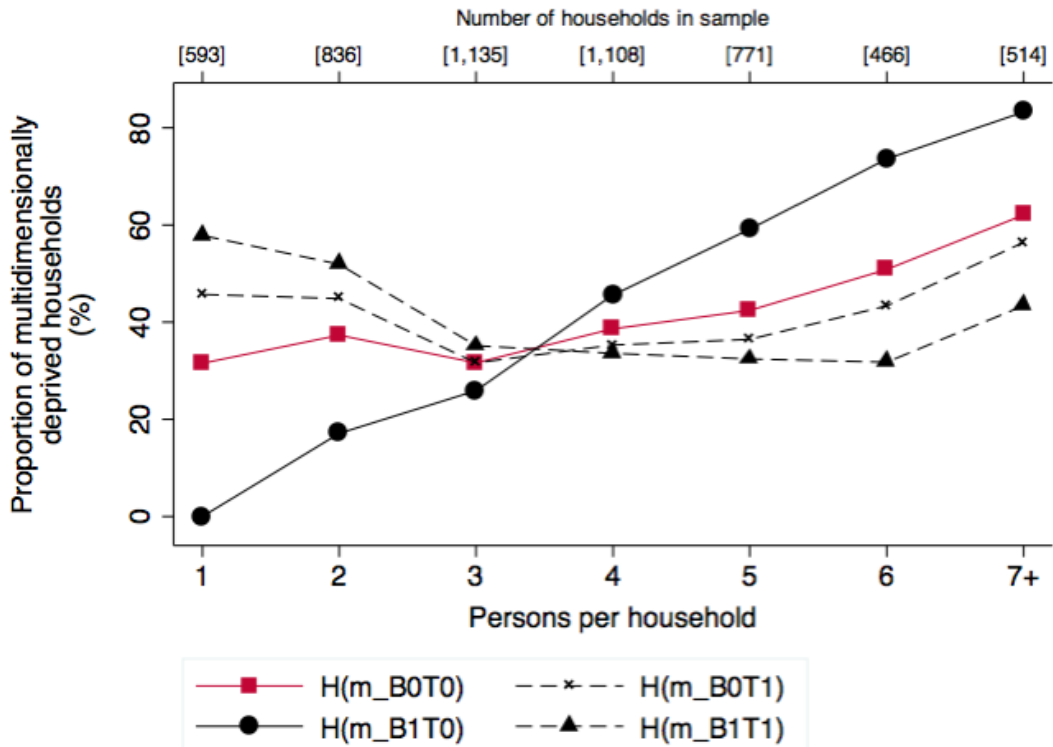 Number of households in sample
[593] [836] [1,135] [1,108] [771] [466] [514]
Proportion of multidimensionally
deprived households
(%)
80
60
40
20
0
1 2 3 4 5 6 7+
Persons per household
H(m_B0T0) H(m_B0T1)
H(m_B1T0) H(m_B1T1)